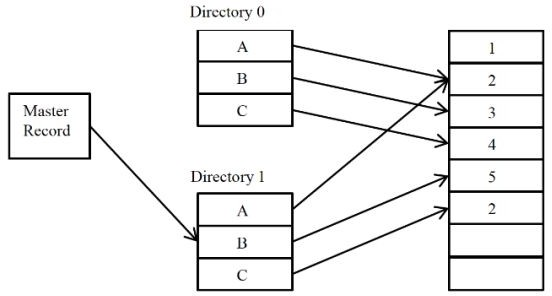 Directory 0
A
B
C
Master
Record
Directory 1
A
B
C
1
2
3
4
5
2